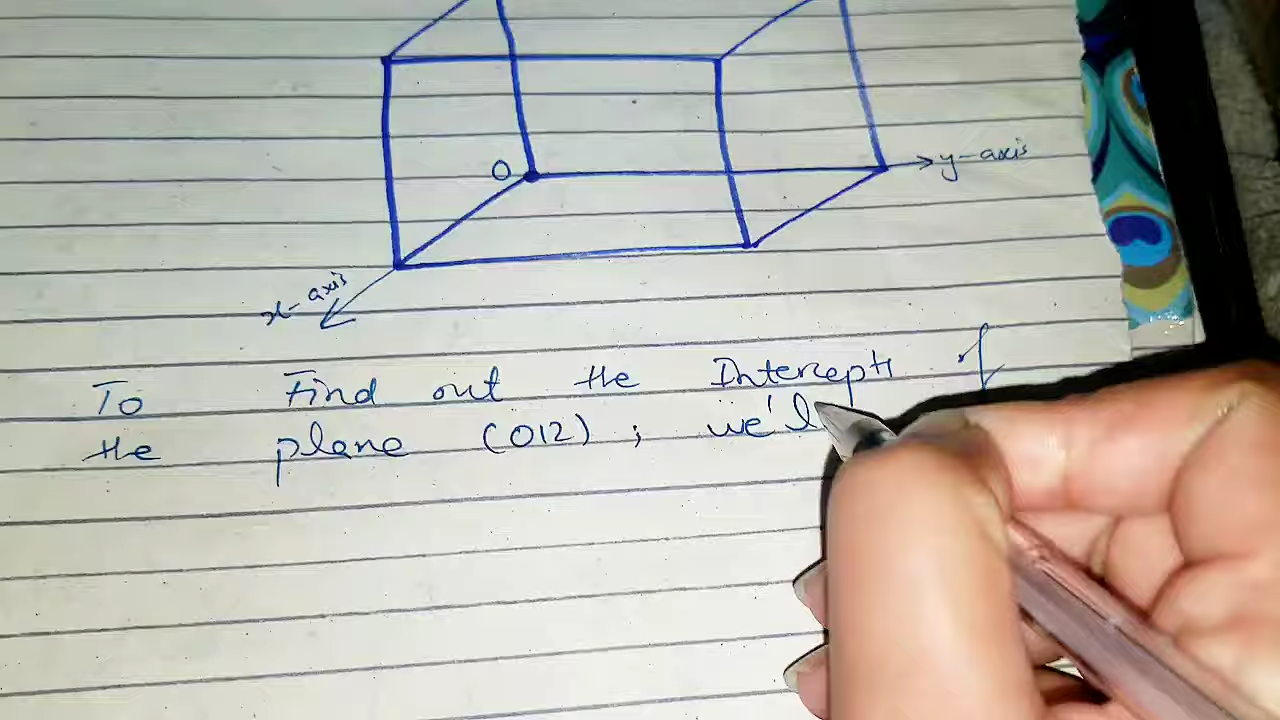 O
y-axis
x-axis
To Find out the Intercepts of
the plane (012) ; we'll